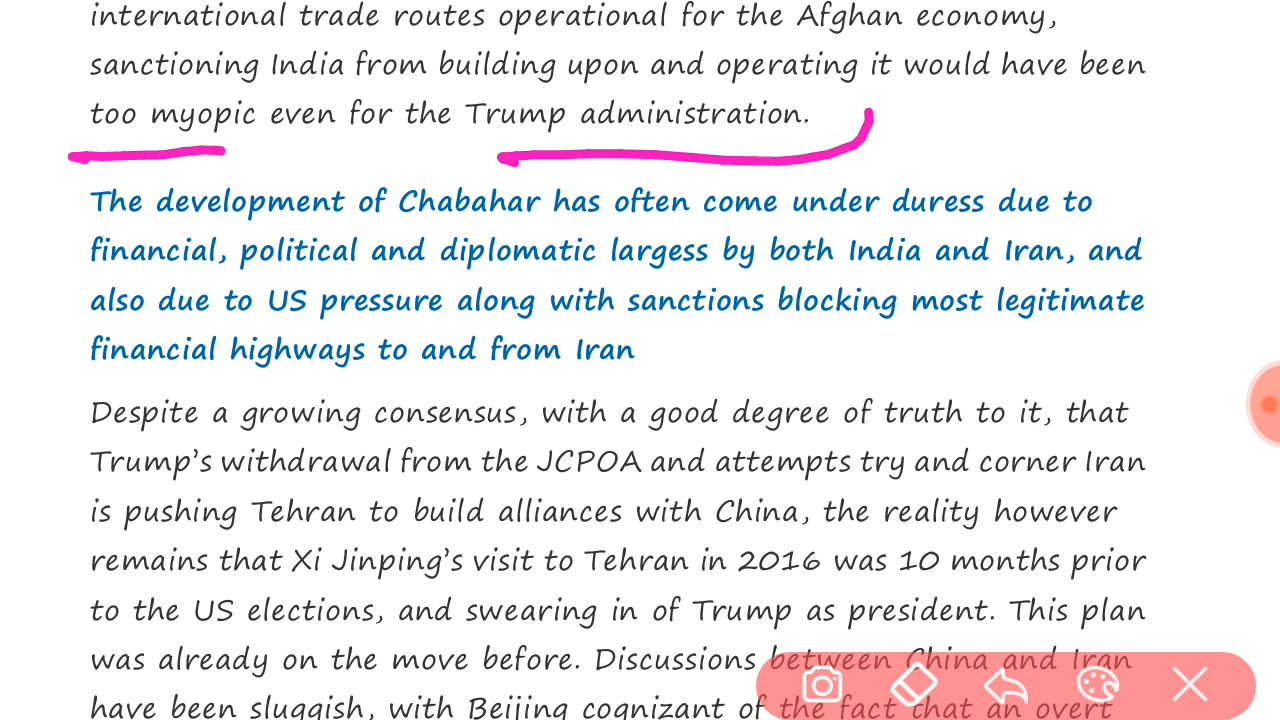 international trade routes operational for the Afghan economy,
sanctioning India from building upon and operating it would have been
too myopic even for the Trump administration.
The development of Chabahar has often come under duress due to
financial, political and diplomatic largess by both India and Iran, and
also due to US pressure along with sanctions blocking most legitimate
financial highways to and from Iran
Despite a growing consensus, with a good degree of truth to it, that
Trump's withdrawal from the JCPOA and attempts try and corner Iran
is pushing Tehran to build alliances with China, the reality however
remains that Xi Jinping's visit to Tehran in 2016 was 10 months prior
to the US elections, and swearing in of Trump as president. This plan
was already on the move before. Discussions between China and Iran
have been sluggish, with Beijing cognizant of the fact that an overt